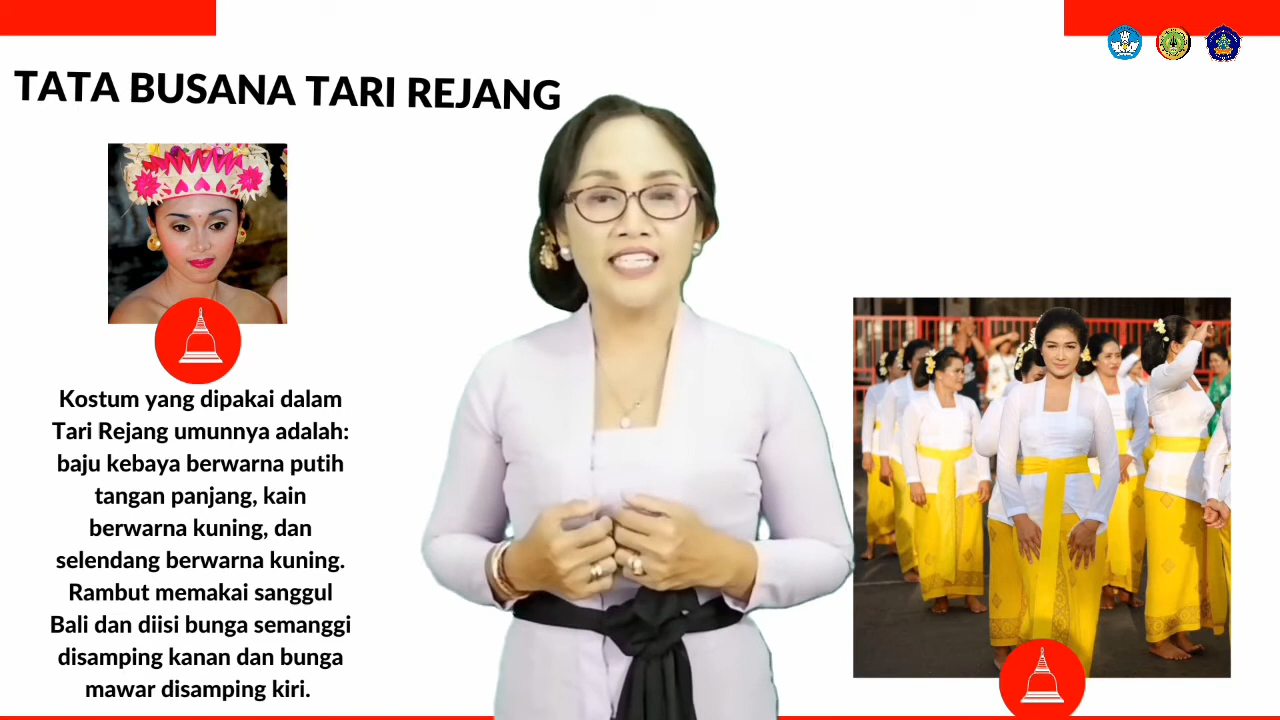 TATA BUSANA TARI REJANG
Kostum yang dipakai dalam
Tari Rejang umunnya adalah:
baju kebaya berwarna putih
tangan panjang, kain
berwarna kuning, dan
selendang berwarna kuning.
Rambut memakai sanggul
Bali dan diisi bunga semanggi
disamping kanan dan bunga
mawar disamping kiri.